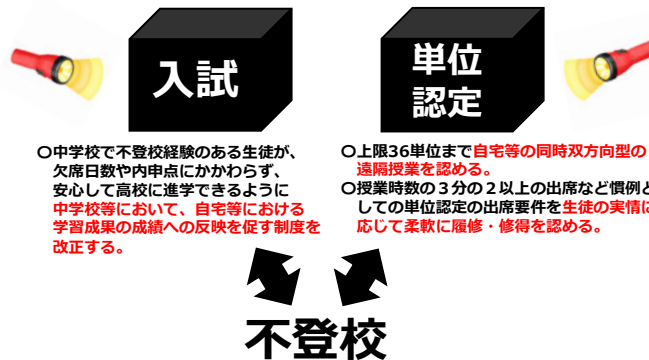 入試
〇中学校で不登校経験のある生徒が、
欠席日数や内申点にかかわらず、
安心して高校に進学できるように
中学校等において、自宅等における
学習成果の成績への反映を促す制度を
改正する。
単位
認定
〇上限36単位まで自宅等の同時双方向型の
遠隔授業を認める。
〇授業時数の３分の２以上の出席など慣例と
しての単位認定の出席要件を生徒の実情に
応じて柔軟に履修・修得を認める。
不登校